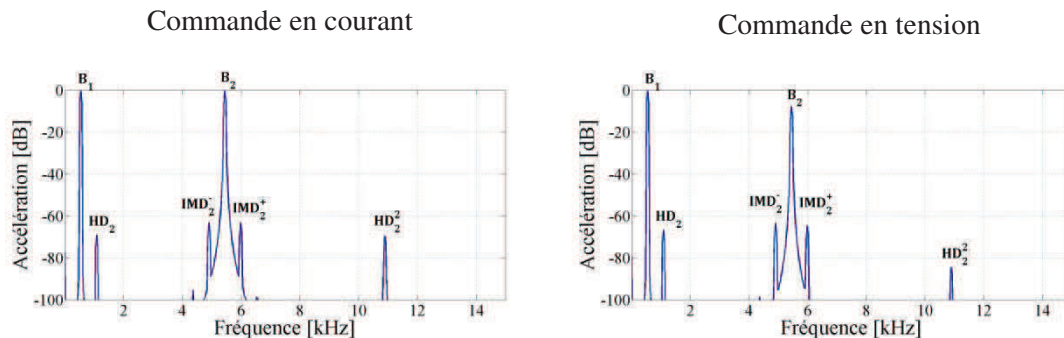 Commande en courant
Accélération [dB]
0
-20
-40
-60
-80
-100
B₁
B₂
HD₂
IMD₂⁻
IMD₂⁺
HD₂²
2 4 6 8 10 12 14
Fréquence [kHz]
Commande en tension
Accélération [dB]
0
-20
-40
-60
-80
-100
B₁
B₂
HD₂
IMD₂⁻
IMD₂⁺
HD₂²
2 4 6 8 10 12 14
Fréquence [kHz]